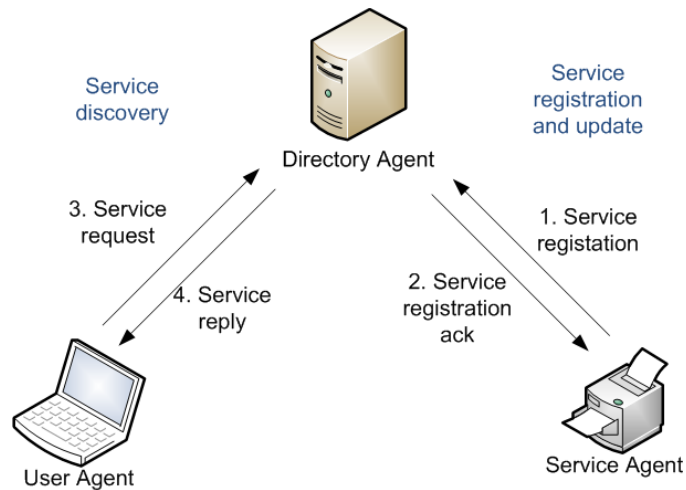 Service
discovery
Service
registration
and update
Directory Agent
3. Service
request
1. Service
registation
4. Service
reply
2. Service
registration
ack
User Agent
Service Agent